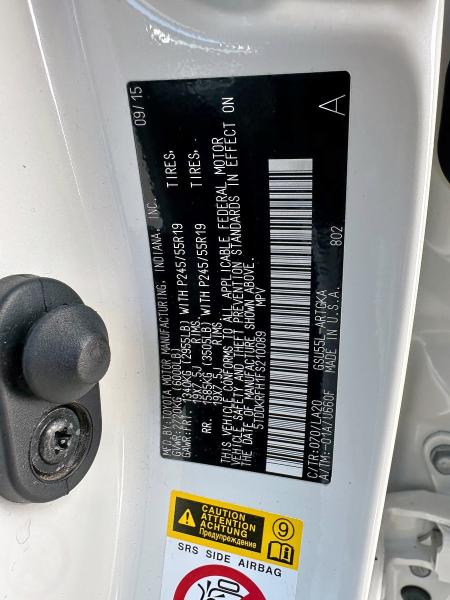 MFD.BY:TOYOTA MOTOR MANUFACTURING, INDIANA, INC. 09/15
GVWR:2720KG (6000LB)
GAWR:FRT. 1340KG (2955LB) WITH P245/55R19 TIRES,
19X7.5J RIMS,
RR. 1585KG (3505LB) WITH P245/55R19 TIRES,
19X7.5J RIMS
THIS VEHICLE CONFORMS TO ALL APPLICABLE FEDERAL MOTOR
VEHICLE SAFETY AND THEFT PREVENTION STANDARDS IN EFFECT ON
THE DATE OF MANUFACTURE SHOWN ABOVE.
5TDDKRFH1FS210089 MPV
A
C/TR:070/LA20 GSU55L-ARTGKA
A/TM:-01A/U660F MADE IN U.S.A. 802
CAUTION
ATTENTION
ACHTUNG
Предупреждение
9
SRS SIDE AIRBAG